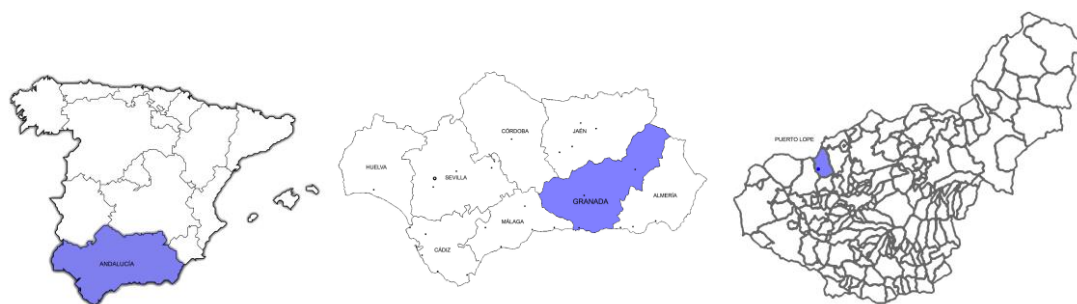 ANDALUCÍA
CÓRDOBA
JAÉN
HUELVA
SEVILLA
GRANADA
ALMERÍA
MÁLAGA
CÁDIZ
PUERTO LOPE